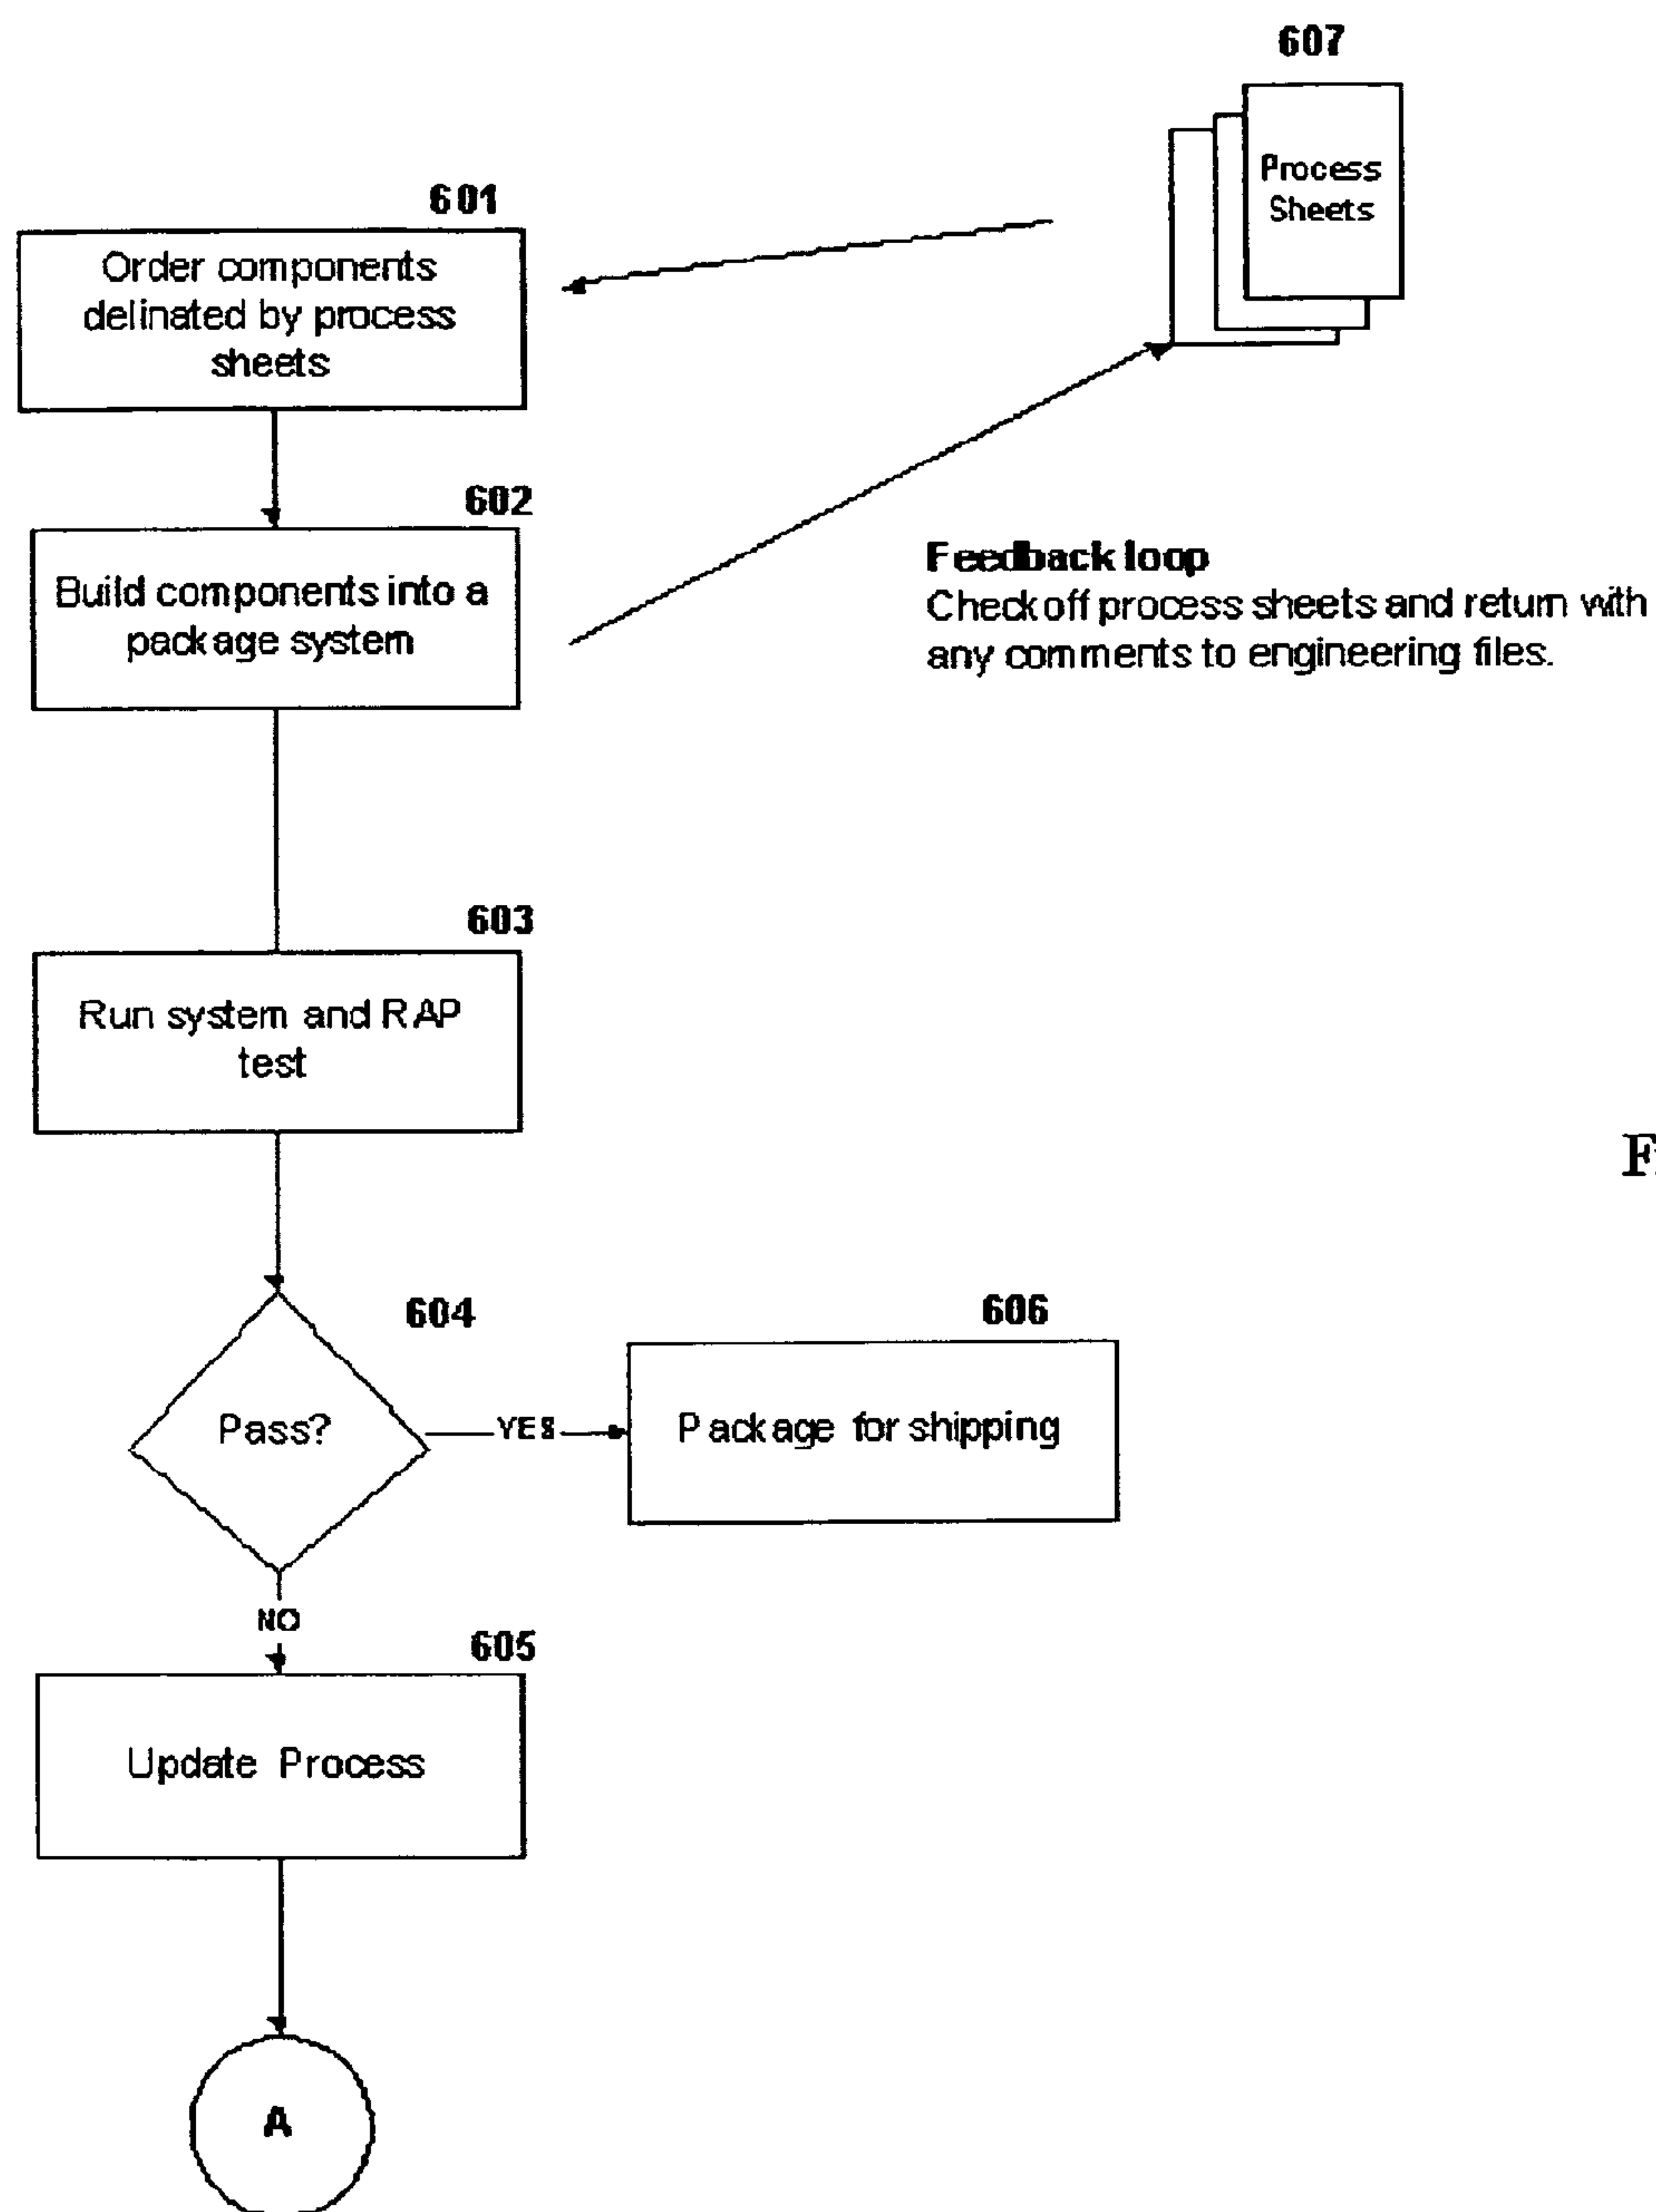 607
Process
Sheets
601
Order components
delinated by process
sheets
602
Build components into a
package system
Feedback loop
Check off process sheets and return with
any comments to engineering files.
603
Run system and RAP
test
604
Pass?
YES
606
Package for shipping
NO
605
Update Process
A